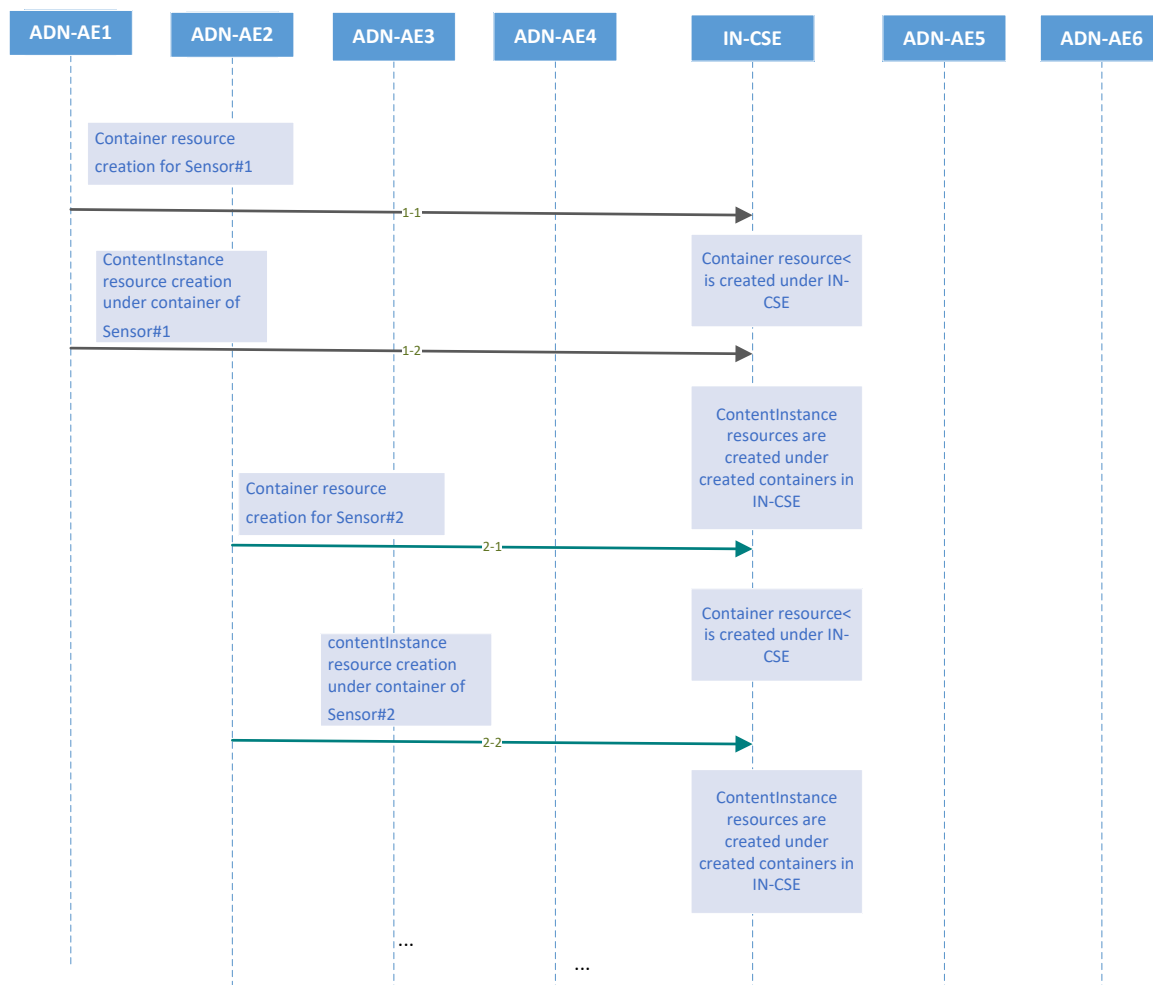 ADN-AE1
ADN-AE2
ADN-AE3
ADN-AE4
IN-CSE
ADN-AE5
ADN-AE6
Container resource
creation for Sensor#1
1-1
ContentInstance
resource creation
under container of
Sensor#1
Container resource<
is created under IN-
CSE
1-2
ContentInstance
resources are
created under
created containers in
IN-CSE
Container resource
creation for Sensor#2
2-1
Container resource<
is created under IN-
CSE
contentInstance
resource creation
under container of
Sensor#2
2-2
ContentInstance
resources are
created under
created containers in
IN-CSE
...
...